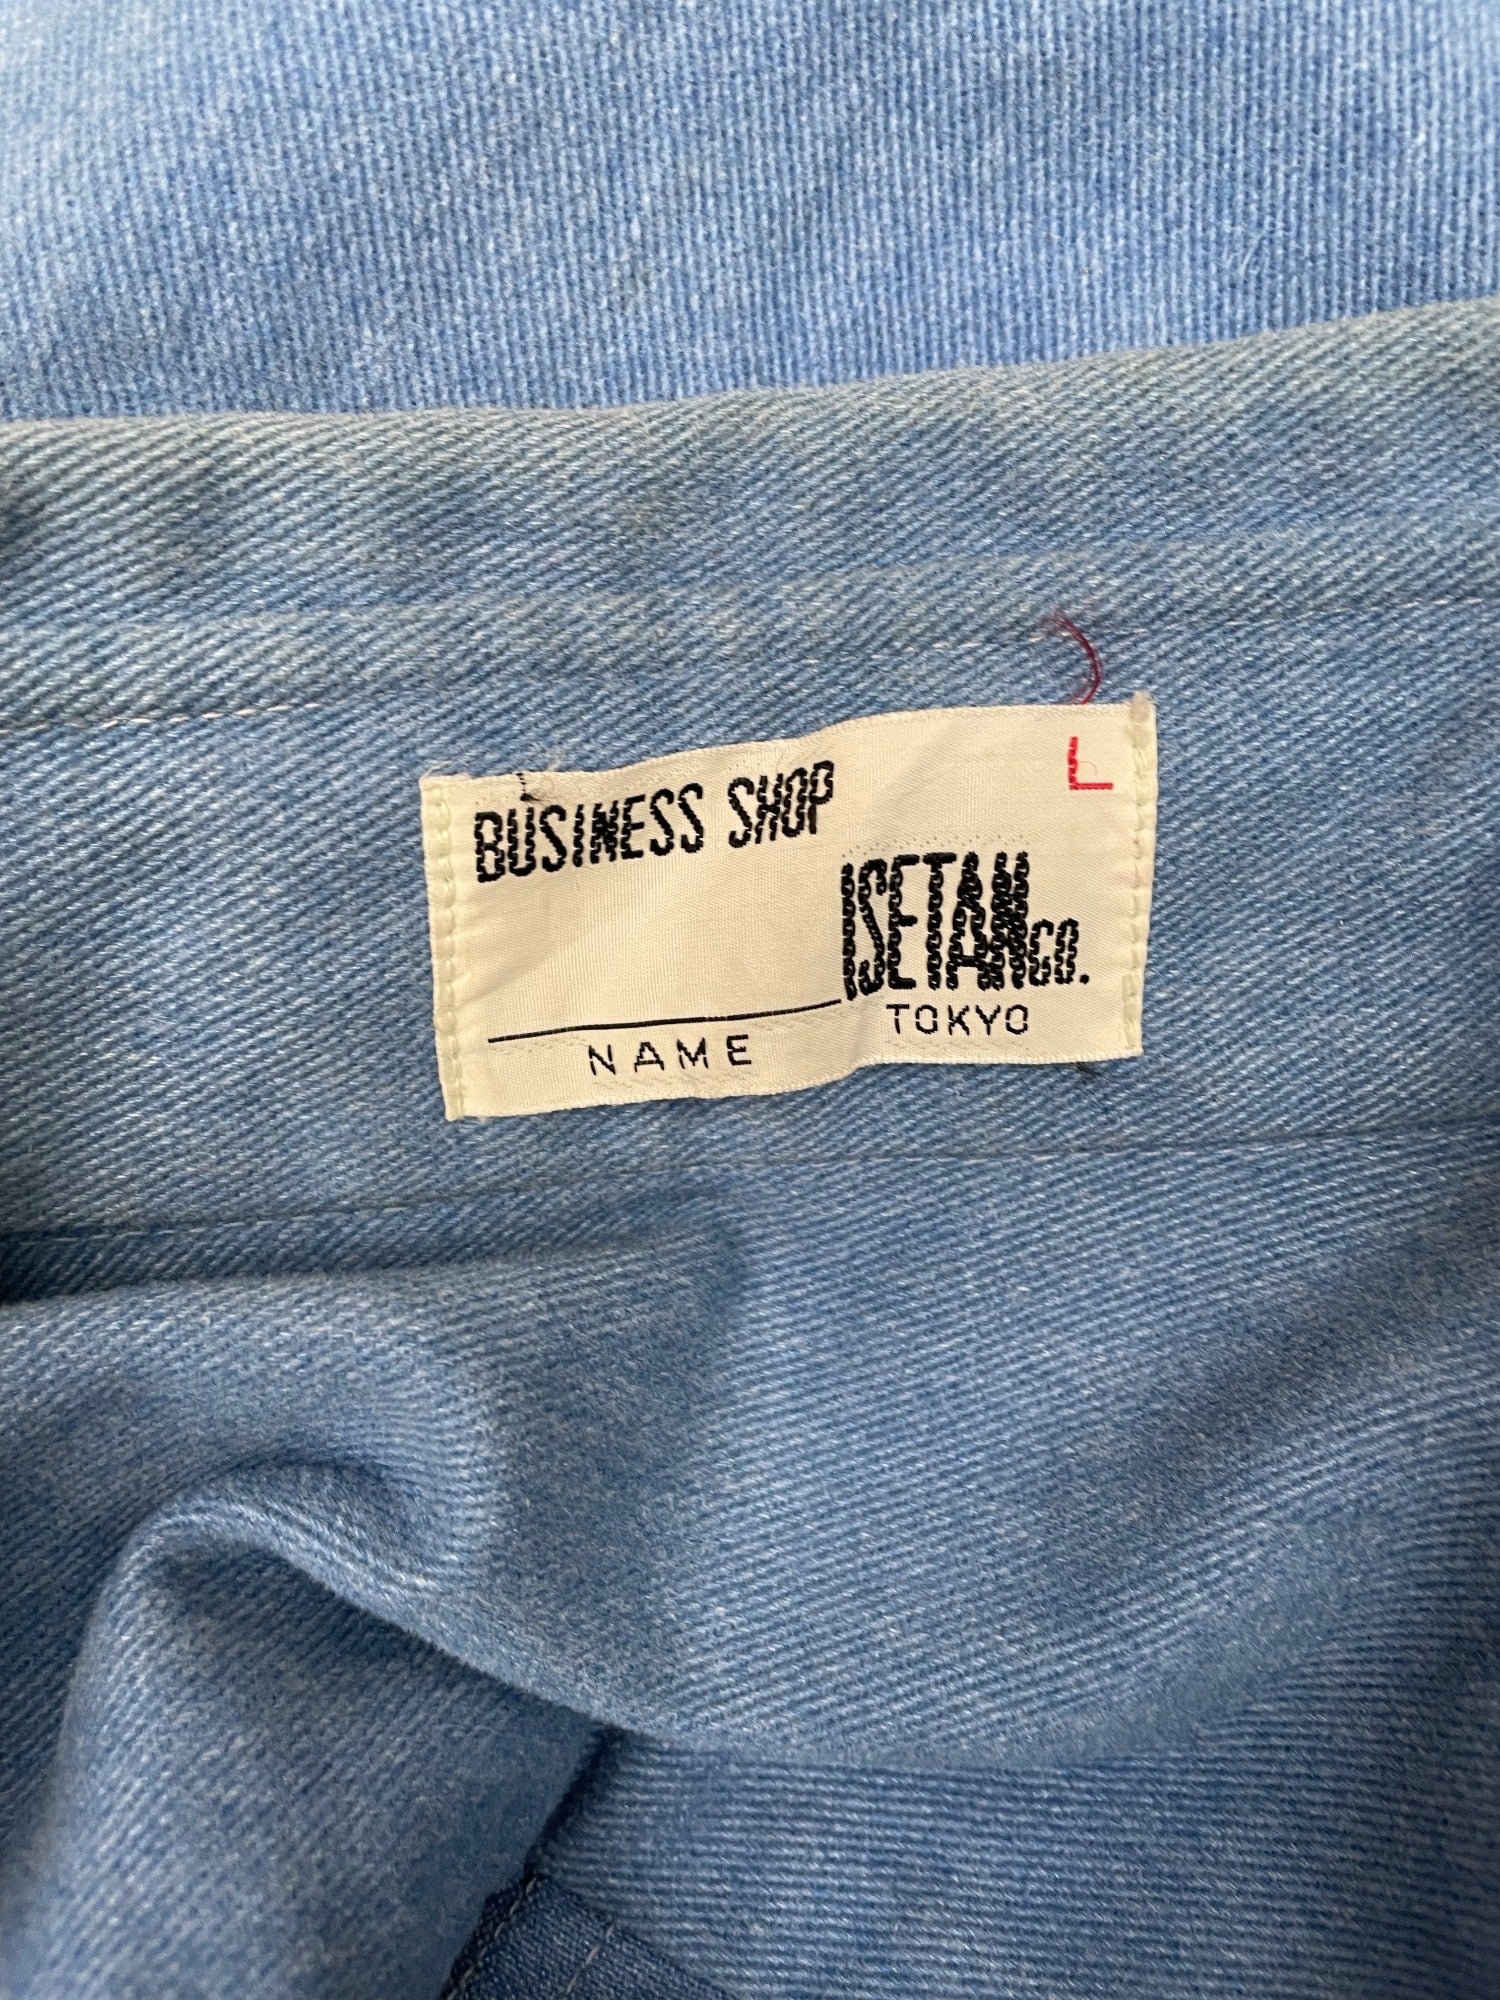 L
BUSINESS SHOP
ISETAN CO.
TOKYO
NAME